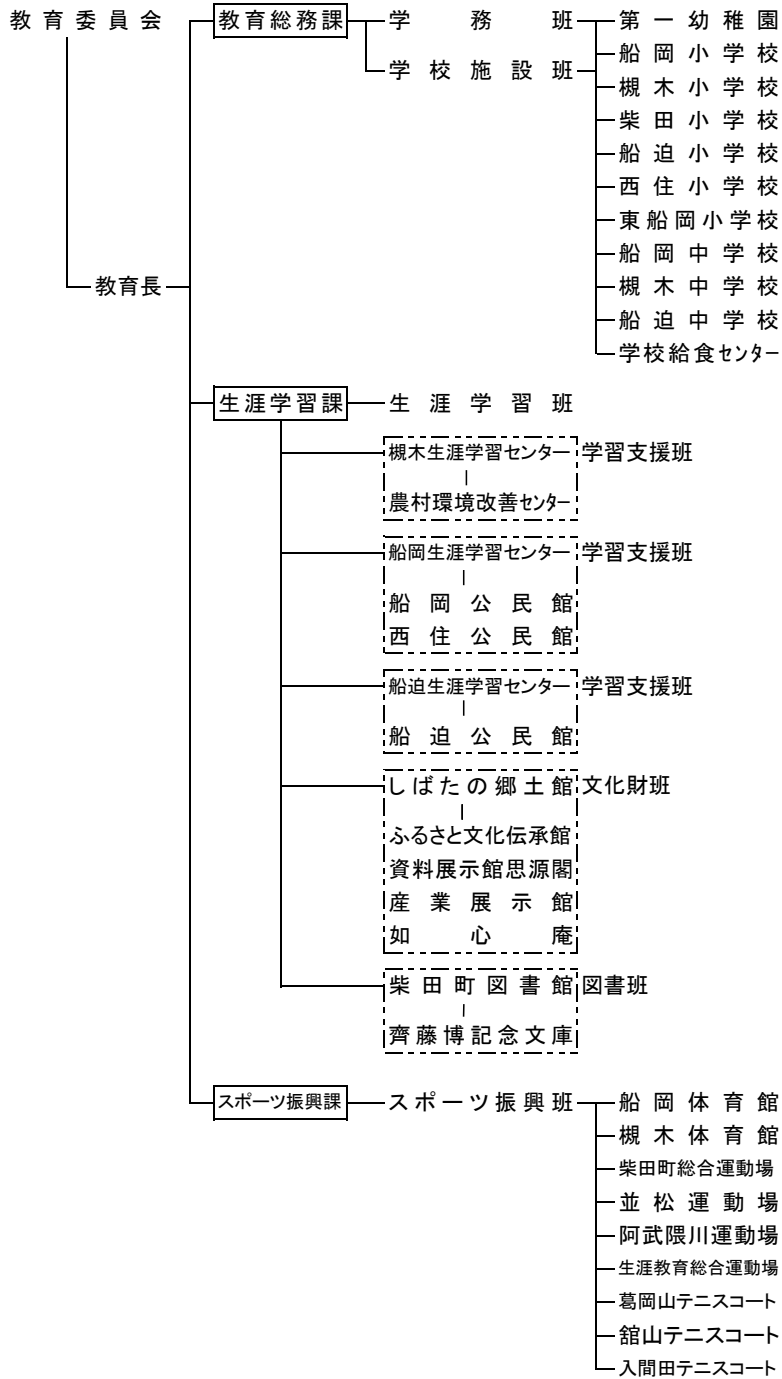 教育委員会 教育総務課 学務班 第一幼稚園
船岡小学校
学校施設班
槻木小学校
柴田小学校
船迫小学校
西住小学校
東船岡小学校
船岡中学校
教育長 槻木中学校
船迫中学校
学校給食センター
生涯学習課 生涯学習班
槻木生涯学習センター 学習支援班
農村環境改善センター
船岡生涯学習センター 学習支援班
船岡公民館
西住公民館
船迫生涯学習センター 学習支援班
船迫公民館
しばたの郷土館 文化財班
ふるさと文化伝承館
資料展示館思源閣
産業展示館
如心庵
柴田町図書館 図書班
齊藤博記念文庫
スポーツ振興課 スポーツ振興班 船岡体育館
槻木体育館
柴田町総合運動場
並松運動場
阿武隈川運動場
生涯教育総合運動場
葛岡山テニスコート
舘山テニスコート
入間田テニスコート